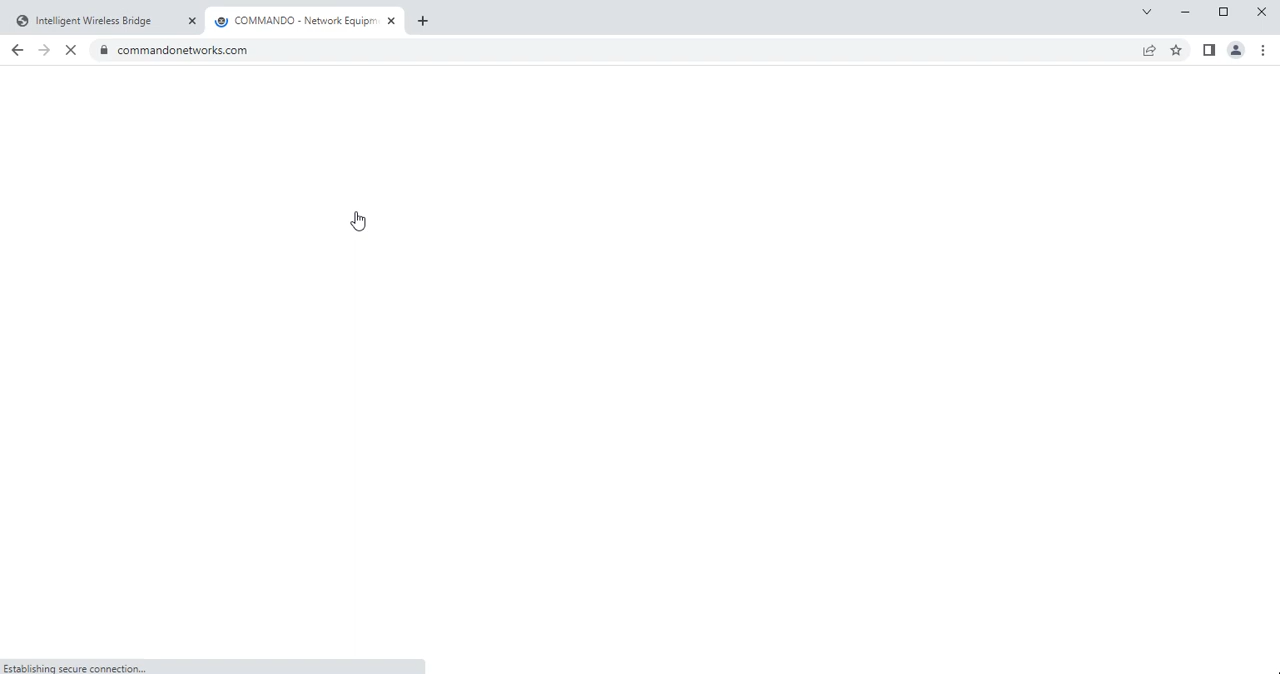 Intelligent Wireless Bridge
COMMANDO - Network Equipm
commandonetworks.com
Establishing secure connection...